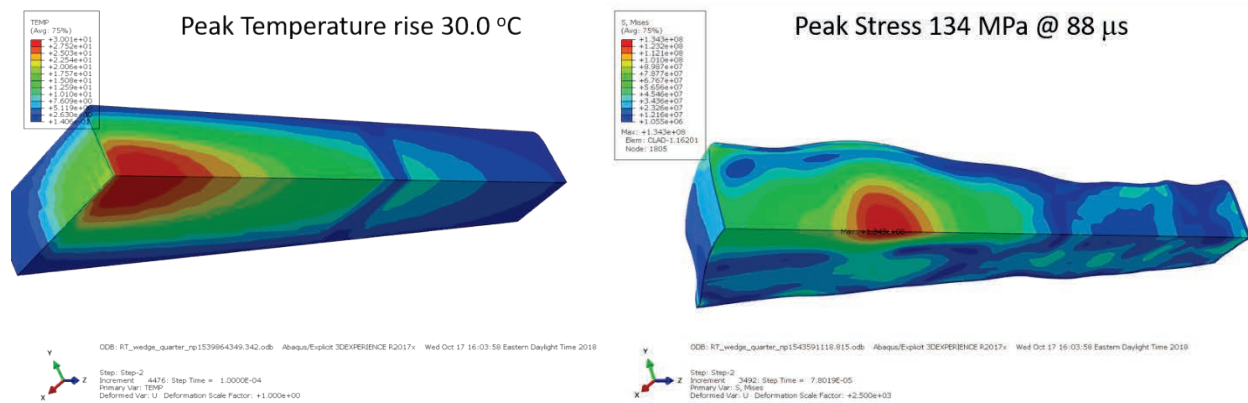 Peak Temperature rise 30.0 °C
TEMP
(Avg: 75%)
+3.001e+01
+2.752e+01
+2.503e+01
+2.254e+01
+2.006e+01
+1.757e+01
+1.508e+01
+1.259e+01
+1.010e+01
+7.609e+00
+5.119e+00
+2.630e+00
Y
Z
X
ODB: RT_wedge_quarter_np1539864349.342.odb Abaqus/Explicit 3DEXPERIENCE R2017x Wed Oct 17 16:03:58 Eastern Daylight Time 2018
Step: Step-2
Increment 4476: Step Time = 1.0000E-04
Primary Var: TEMP
Deformed Var: U Deformation Scale Factor: +1.000e+00
Peak Stress 134 MPa @ 88 μs
S, Mises
(Avg: 75%)
+1.343e+08
+1.232e+08
+1.121e+08
+1.010e+08
+8.987e+07
+7.877e+07
+6.767e+07
+5.656e+07
+4.546e+07
+3.436e+07
+2.326e+07
+1.216e+07
+1.055e+06
Max: +1.343e+08
Elem: CLAD-1.16201
Node: 1805
Max: +1.343e+08
Y
Z
X
ODB: RT_wedge_quarter_np1543591118.815.odb Abaqus/Explicit 3DEXPERIENCE R2017x Wed Oct 17 16:03:58 Eastern Daylight Time 2018
Step: Step-2
Increment 3492: Step Time = 7.8019E-05
Primary Var: S, Mises
Deformed Var: U Deformation Scale Factor: +2.500e+03